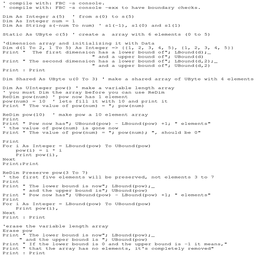 ' compile with: FBC -s console.
' compile with: FBC -s console -exx to have boundary checks.
Dim As Integer a(5)   ' from s(0) to s(5)
Dim As Integer num = 1
Dim As String s(-num To num) ' s1(-1), s1(0) and s1(1)
Static As UByte c(5) ' create a  array with 6 elements (0 to 5)
'dimension array and initializing it with Data
Dim d(1 To 2, 1 To 5) As Integer => {{1, 2, 3, 4, 5}, {1, 2, 3, 4, 5}}
Print " The first dimension has a lower bound of"; LBound(d);_
" and a upper bound of"; UBound(d)
Print " The second dimension has a lower bound of"; LBound(d,2);_
" and a upper bound of"; UBound(d,2)
Print : Print
Dim Shared As UByte u(0 To 3) ' make a shared array of UByte with 4 elements
Dim As UInteger pow() ' make a variable length array
' you must Dim the array before you can use ReDim
ReDim pow(num) ' pow now has 1 element
pow(num) = 10 ' lets fill it with 10 and print it
Print " The value of pow(num) = "; pow(num)
ReDim pow(10) ' make pow a 10 element array
Print
Print " Pow now has"; UBound(pow) - LBound(pow) +1; " elements"
' the value of pow(num) is gone now
Print " The value of pow(num) = "; pow(num); ", should be 0"
Print
For i As Integer = LBound(pow) To UBound(pow)
pow(i) = i * i
Print pow(i),
Next
Print:Print
ReDim Preserve pow(3 To 7)
' the first five elements will be preserved, not elements 3 to 7
Print
Print " The lower bound is now"; LBound(pow);_
" and the upper bound is"; UBound(pow)
Print " Pow now has"; UBound(pow) - LBound(pow) +1; " elements"
Print
For i As Integer = LBound(pow) To UBound(pow)
Print pow(i),
Next
Print : Print
'erase the variable length array
Erase pow
Print " The lower bound is now"; LBound(pow);_
" and the upper bound is "; UBound(pow)
Print " If the lower bound is 0 and the upper bound is -1 it means,"
Print " that the array has no elements, it's completely removed"
Print : Print